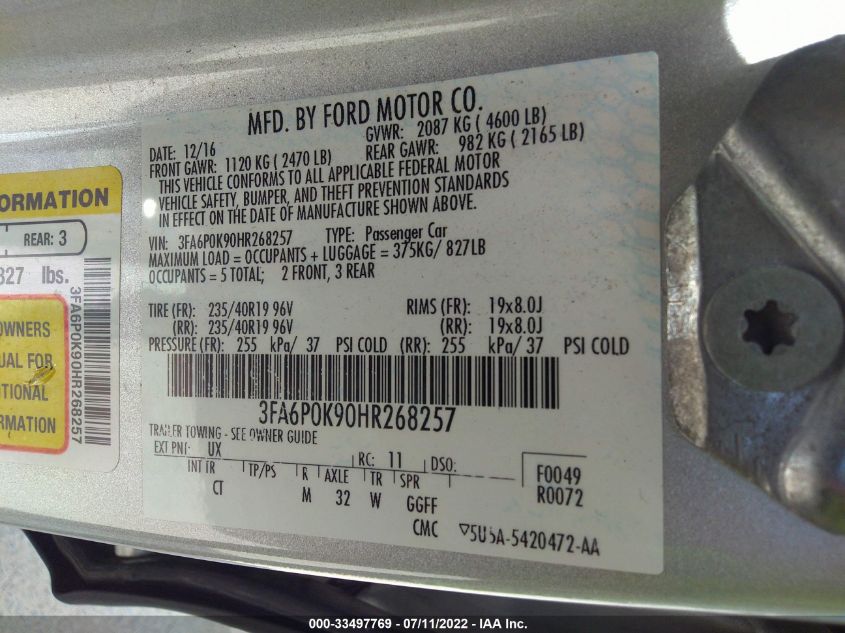 MFD. BY FORD MOTOR CO.
DATE: 12/16 GVWR: 2087 KG ( 4600 LB)
FRONT GAWR: 1120 KG ( 2470 LB) REAR GAWR: 982 KG ( 2165 LB)
THIS VEHICLE CONFORMS TO ALL APPLICABLE FEDERAL MOTOR
VEHICLE SAFETY, BUMPER, AND THEFT PREVENTION STANDARDS
IN EFFECT ON THE DATE OF MANUFACTURE SHOWN ABOVE.
VIN: 3FA6P0K90HR268257 TYPE: Passenger Car
MAXIMUM LOAD = OCCUPANTS + LUGGAGE = 375KG/ 827LB
OCCUPANTS = 5 TOTAL; 2 FRONT, 3 REAR
TIRE (FR): 235/40R19 96V RIMS (FR): 19x8.0J
(RR): 235/40R19 96V (RR): 19x8.0J
PRESSURE (FR): 255 kPa/ 37 PSI COLD (RR): 255 kPa/ 37 PSI COLD
3FA6P0K90HR268257
TRAILER TOWING - SEE OWNER GUIDE
EXT PNT: UX RC: 11 DSO:
INT TR TP/PS R AXLE TR SPR
CT M 32 W GGFF
F0049
R0072
CMC ▽5U5A-5420472-AA
ORMATION
REAR: 3
827 lbs.
OWNERS
UAL FOR
ITIONAL
ORMATION
3FA6P0K90HR268257
000-33497769 - 07/11/2022 - IAA Inc.